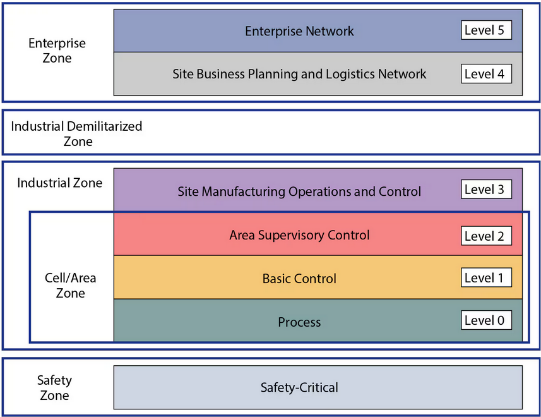 Enterprise
Zone
Enterprise Network
Level 5
Site Business Planning and Logistics Network
Level 4
Industrial Demilitarized
Zone
Industrial Zone
Site Manufacturing Operations and Control
Level 3
Cell/Area
Zone
Area Supervisory Control
Level 2
Basic Control
Level 1
Process
Level 0
Safety
Zone
Safety-Critical